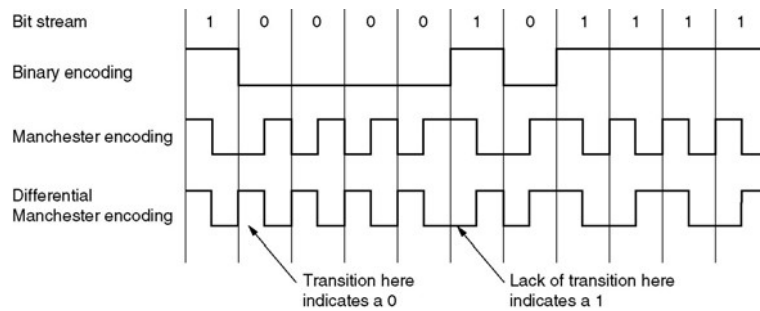 Bit stream 1 0 0 0 0 1 0 1 1 1 1
Binary encoding
Manchester encoding
Differential
Manchester encoding
Transition here
indicates a 0
Lack of transition here
indicates a 1